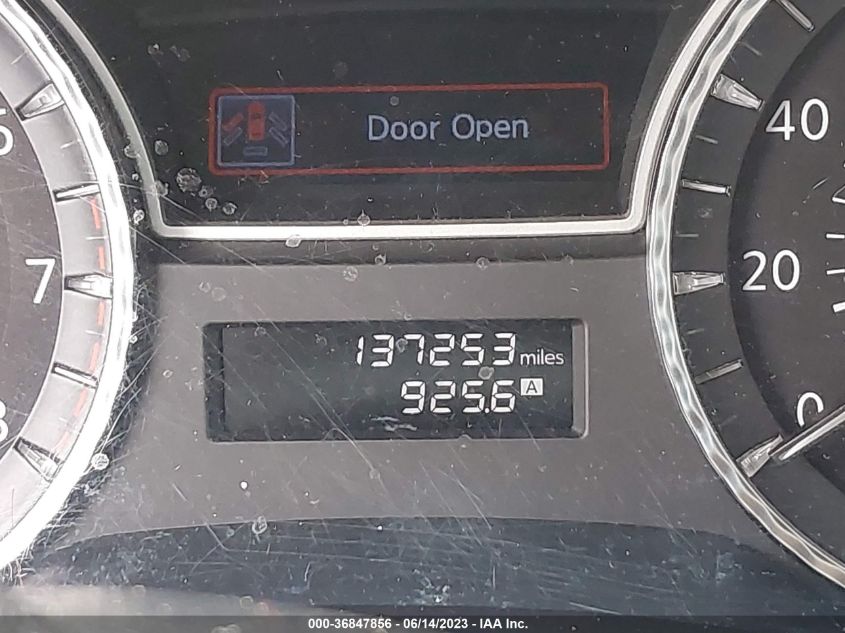 Door Open
40
7
20
137253 miles
925.6 A
0
000-36847856 - 06/14/2023 - IAA Inc.